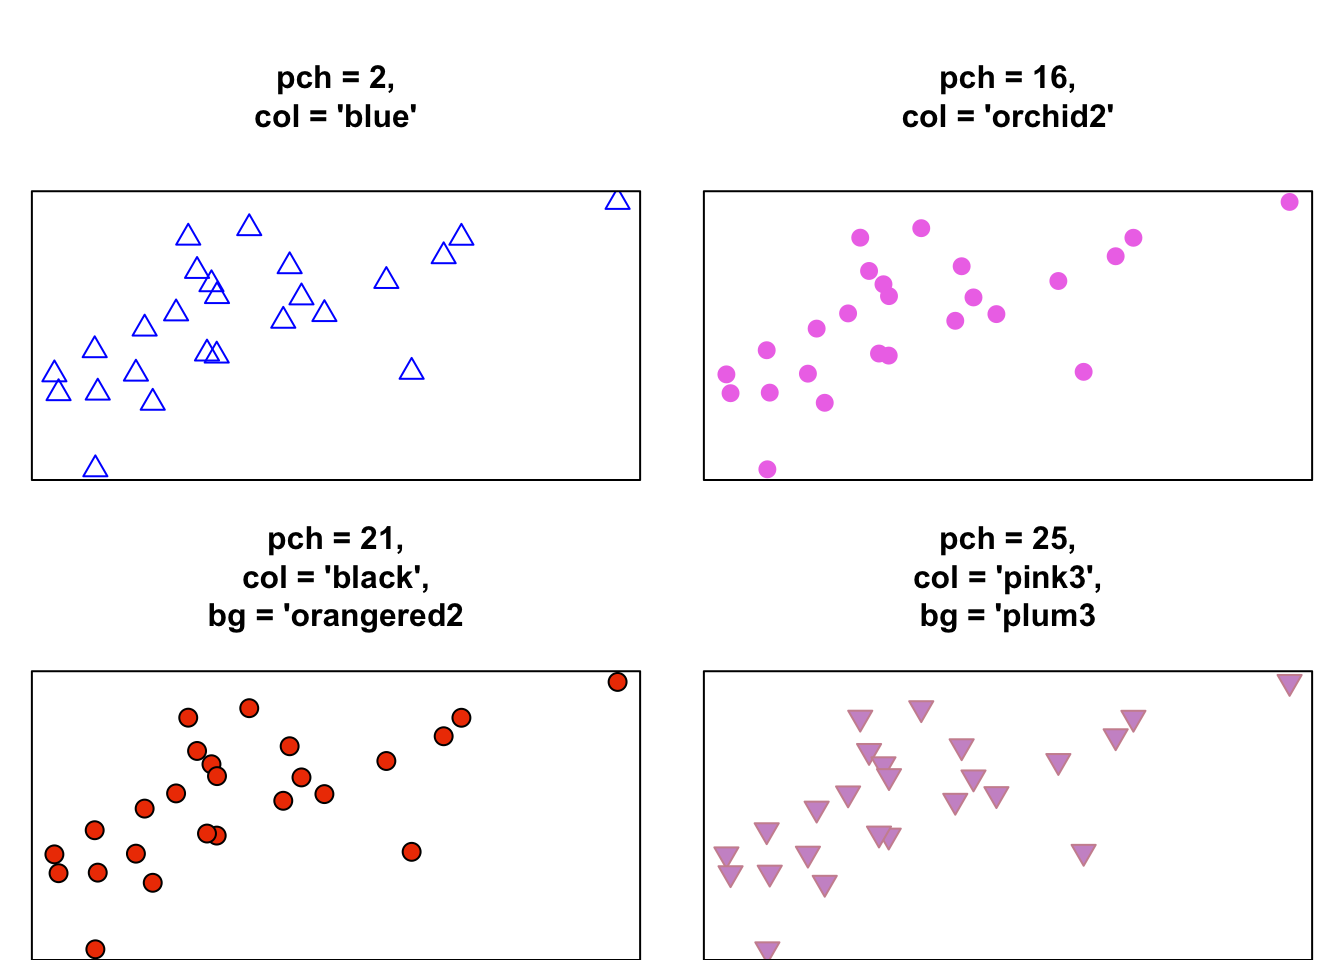 pch = 2,
col = 'blue'
pch = 16,
col = 'orchid2'
pch = 21,
col = 'black',
bg = 'orangered2
pch = 25,
col = 'pink3',
bg = 'plum3